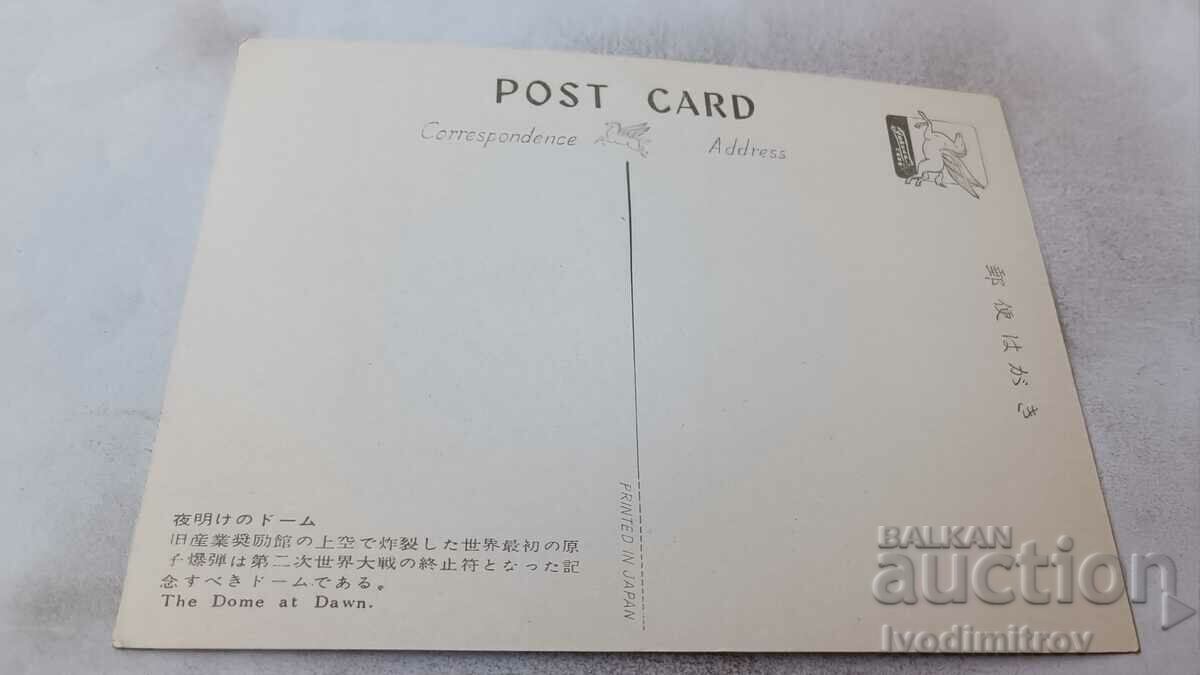 POST CARD
Correspondence
Address
郵便はがき
PRINTED IN JAPAN
夜明けのドーム
旧産業奨励館の上空で炸裂した世界最初の原
子爆弾は第二次世界大戦の終止符となった記
念すべきドームである。
The Dome at Dawn.
BALKAN
auction
Ivodimitrov